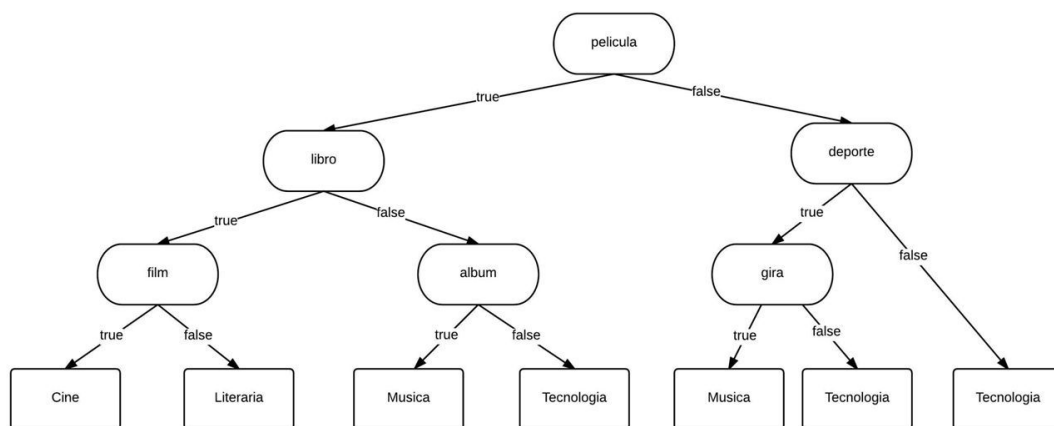 pelicula
true
false
libro
deporte
true
false
true
false
film
album
gira
true
false
true
false
true
false
Cine
Literaria
Musica
Tecnologia
Musica
Tecnologia
Tecnologia